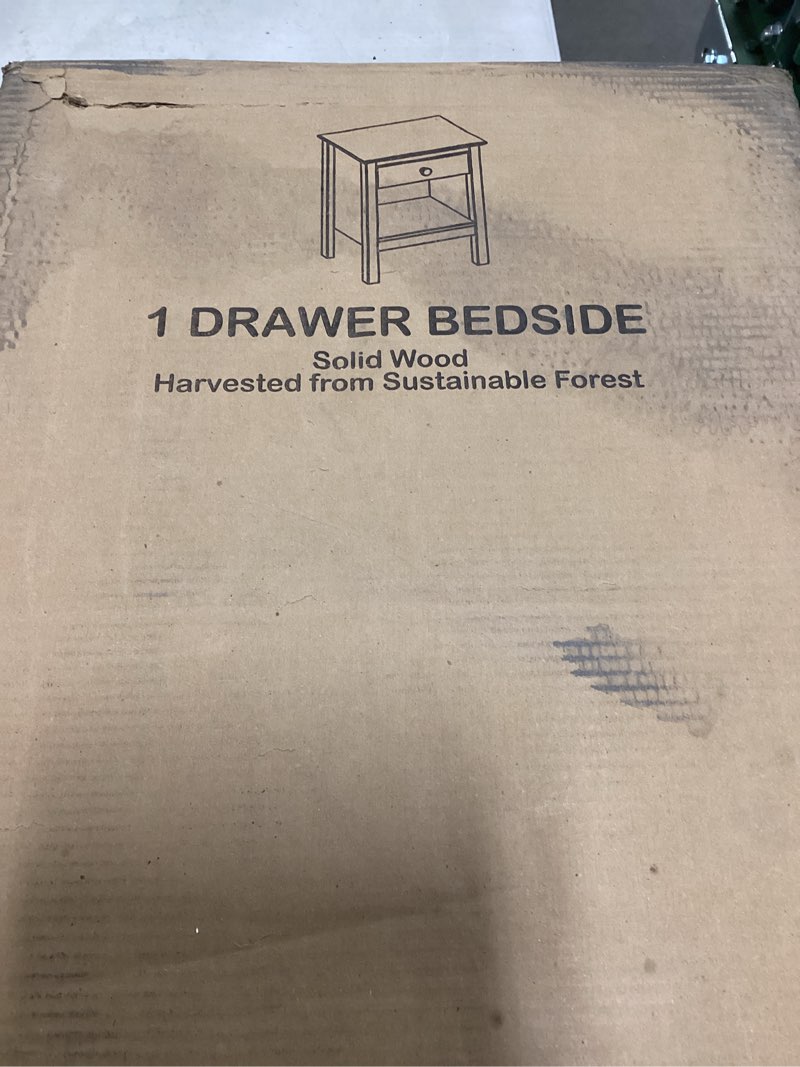 1 DRAWER BEDSIDE
Solid Wood
Harvested from Sustainable Forest